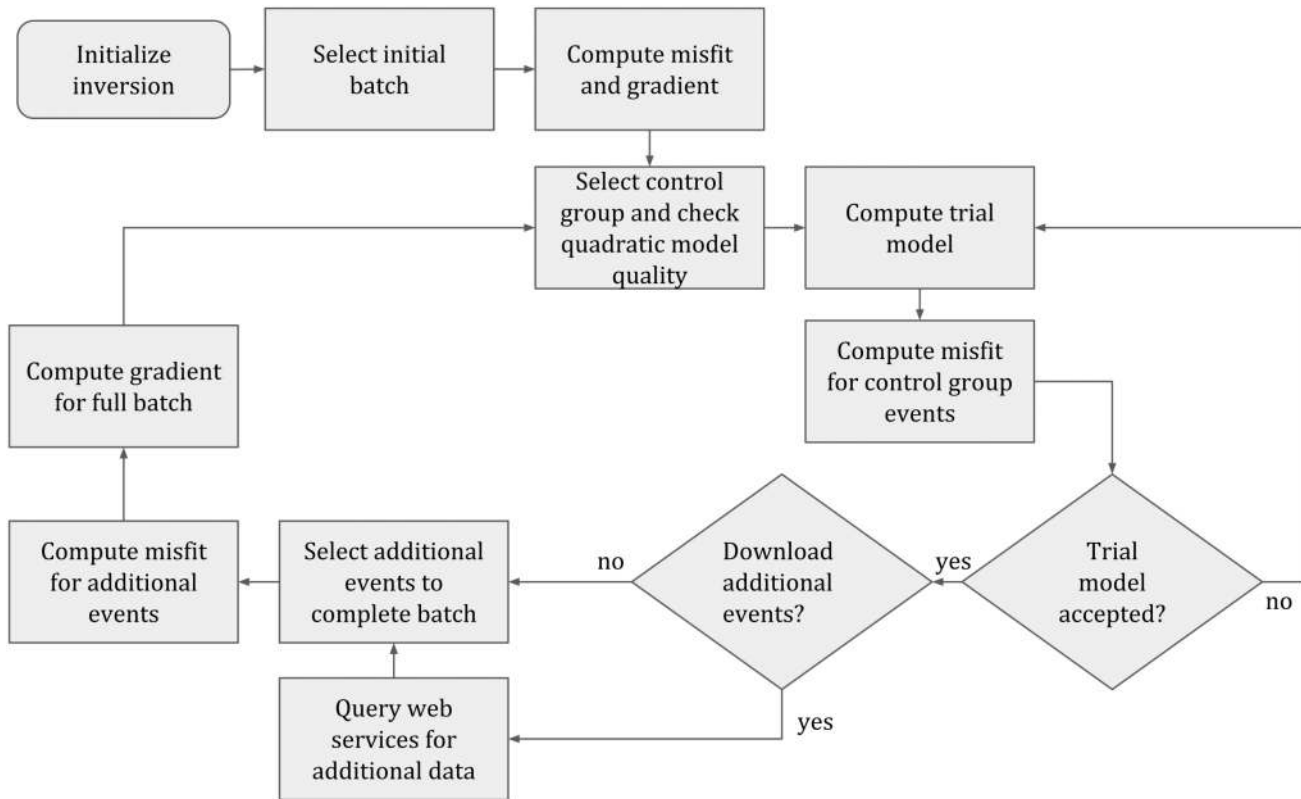 Initialize
inversion
Select initial
batch
Compute misfit
and gradient
Select control
group and check
quadratic model
quality
Compute trial
model
Compute misfit
for control group
events
Compute gradient
for full batch
Compute misfit
for additional
events
Select additional
events to
complete batch
no
Download
additional
events?
yes
Trial
model
accepted?
no
Query web
services for
additional data
yes